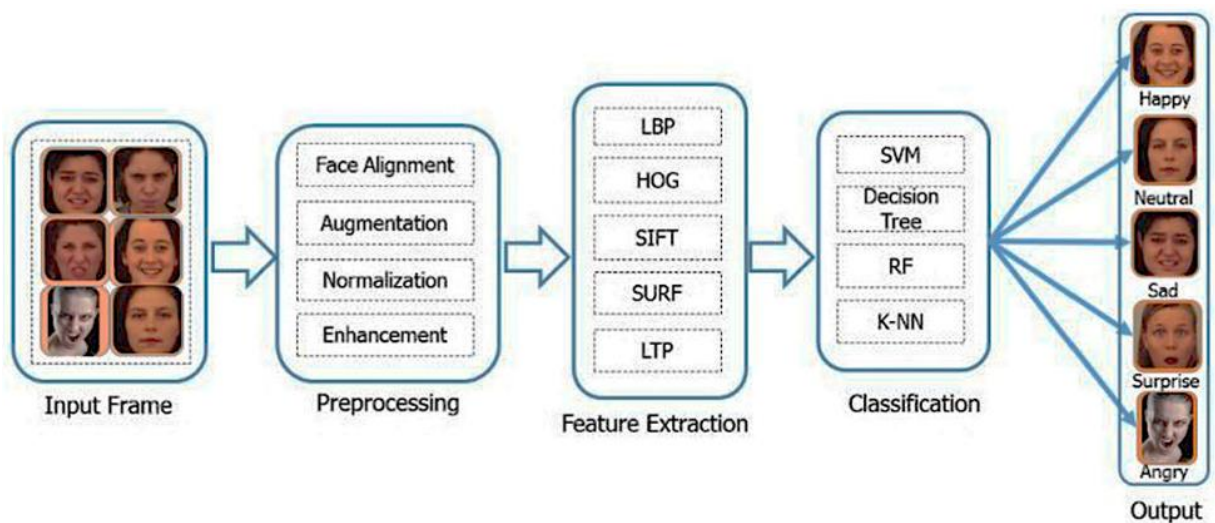 Input Frame
Face Alignment
Augmentation
Normalization
Enhancement
Preprocessing
LBP
HOG
SIFT
SURF
LTP
Feature Extraction
SVM
Decision
Tree
RF
K-NN
Classification
Happy
Neutral
Sad
Surprise
Angry
Output